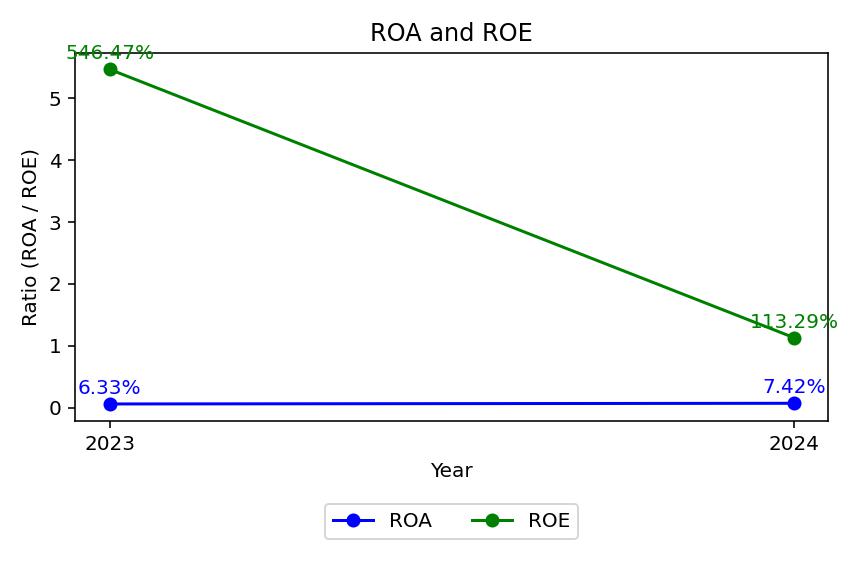 ROA and ROE
546.47%
5
4
3
2
1
0
Ratio (ROA / ROE)
113.29%
6.33%
7.42%
2023
2024
Year
ROA
ROE